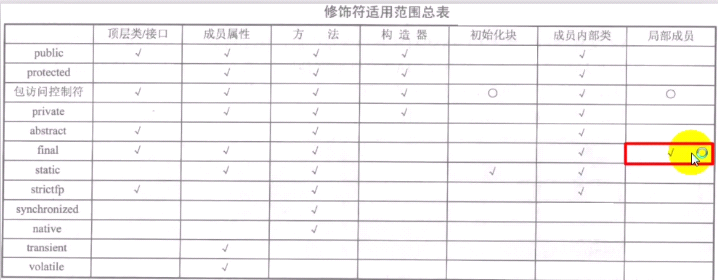 修饰符适用范围总表
顶层类/接口 成员属性 方 法 构 造 器 初始化块 成员内部类 局部成员
public √ √ √ √ √
protected √ √ √ √
包访问控制符 √ √ √ √ ○ √ ○
private √ √ √ √
abstract √ √ √
final √ √ √ √ √
static √ √ √ √
strictfp √ √ √
synchronized √
native √
transient √
volatile √